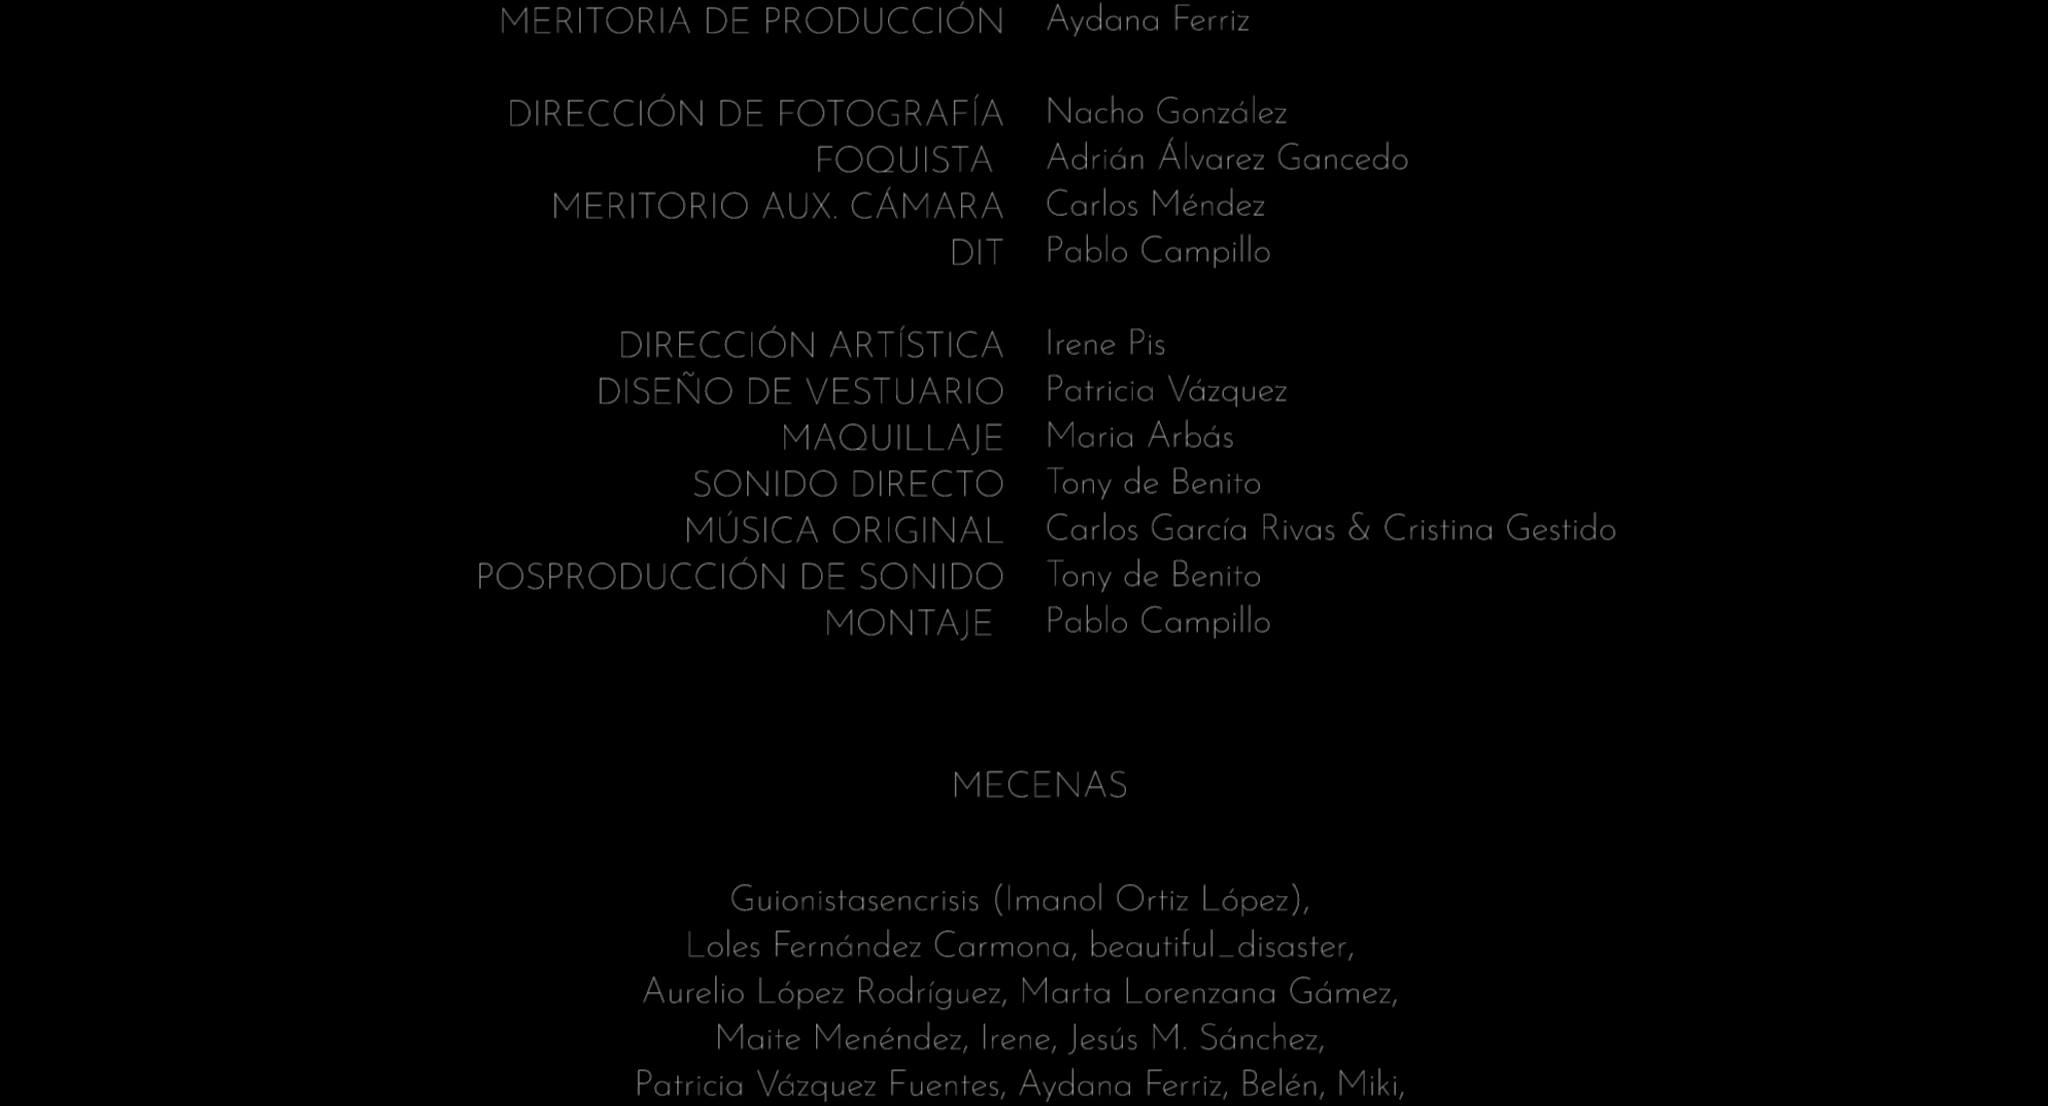 MERITORIA DE PRODUCCIÓN Aydana Ferriz
DIRECCIÓN DE FOTOGRAFÍA Nacho González
FOQUISTA Adrián Álvarez Gancedo
MERITORIO AUX. CÁMARA Carlos Méndez
DIT Pablo Campillo
DIRECCIÓN ARTÍSTICA Irene Pis
DISEÑO DE VESTUARIO Patricia Vázquez
MAQUILLAJE Maria Arbás
SONIDO DIRECTO Tony de Benito
MÚSICA ORIGINAL Carlos García Rivas & Cristina Gestido
POSPRODUCCIÓN DE SONIDO Tony de Benito
MONTAJE Pablo Campillo
MECENAS
Guionistasencrisis (Imanol Ortiz López),
Loles Fernández Carmona, beautiful_disaster,
Aurelio López Rodríguez, Marta Lorenzana Gámez,
Maite Menéndez, Irene, Jesús M. Sánchez,
Patricia Vázquez Fuentes, Aydana Ferriz, Belén, Miki,